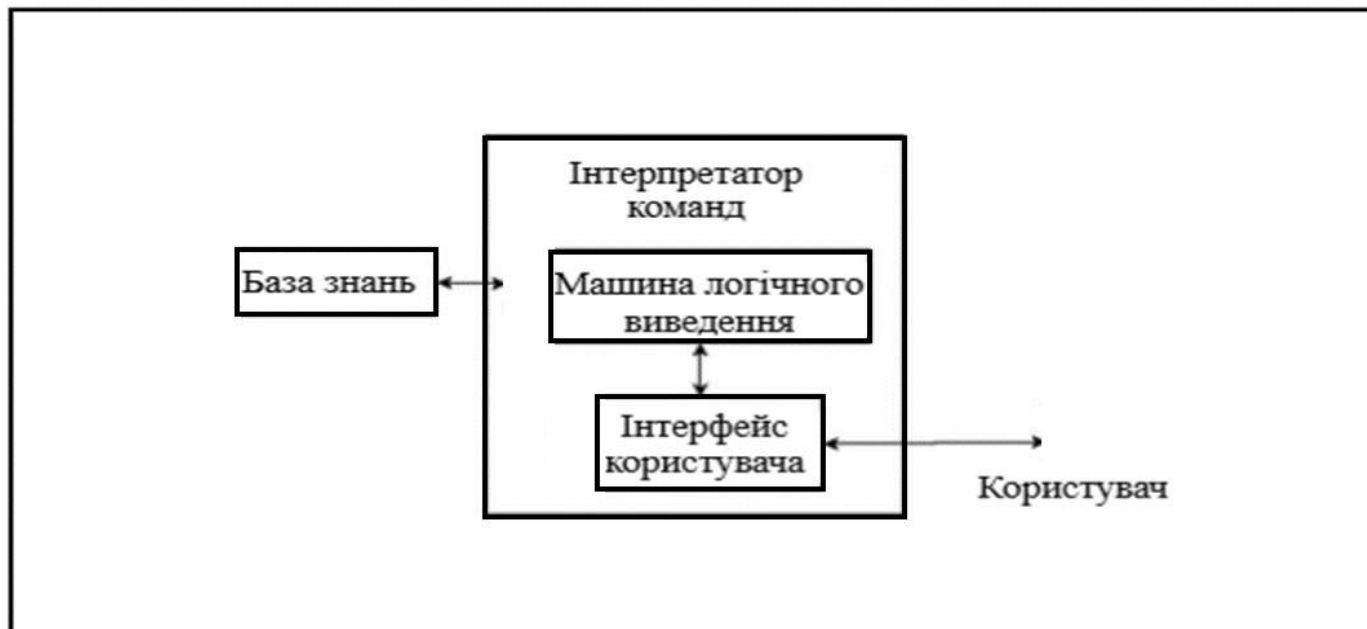 Інтерпретатор
команд
База знань
Машина логічного
виведення
Інтерфейс
користувача
Користувач